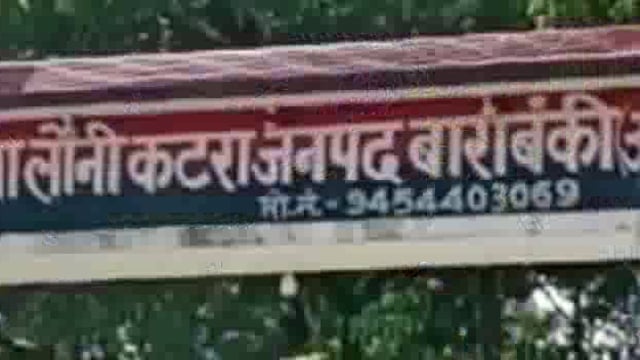 लोनी कटरा जनपद बाराबंकी
मो.नं.-9454403069